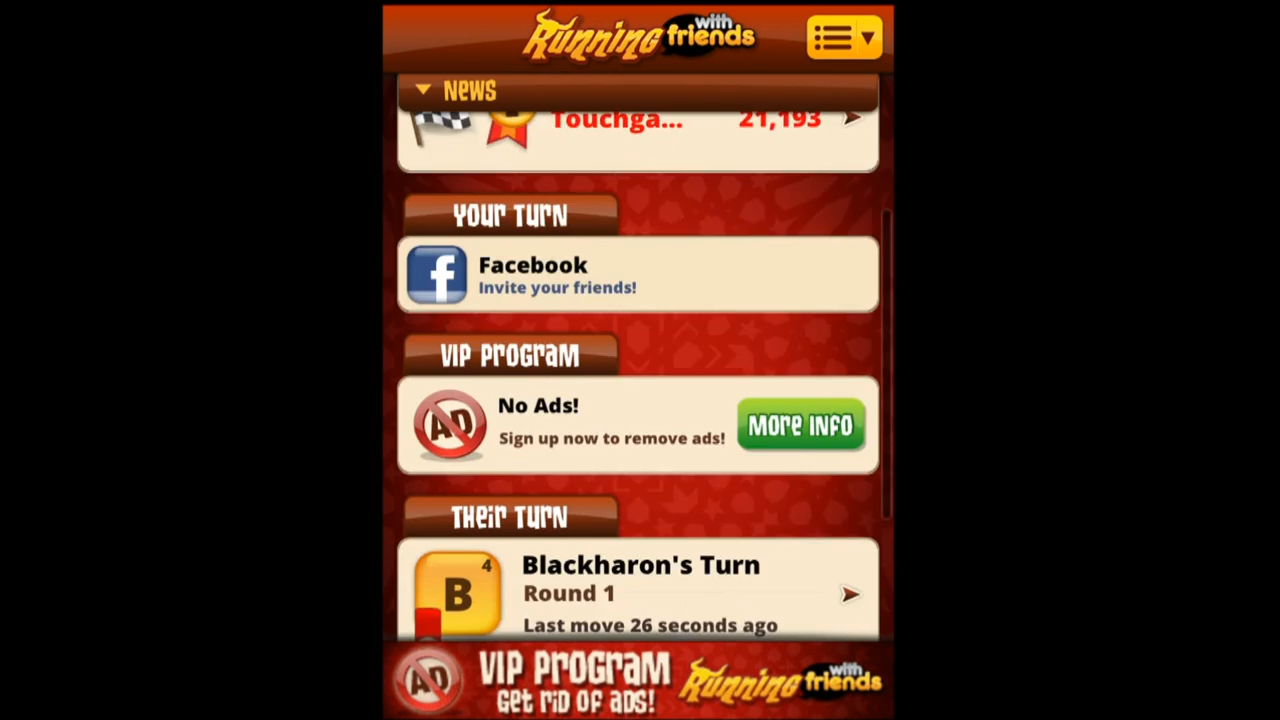 Running with friends
News
Touchga... 21,193
Your Turn
Facebook
Invite your friends!
VIP Program
AD
No Ads!
Sign up now to remove ads!
More Info
Their Turn
B 4
Blackharon's Turn
Round 1
Last move 26 seconds ago
AD
VIP Program
Get rid of ads!
Running with friends